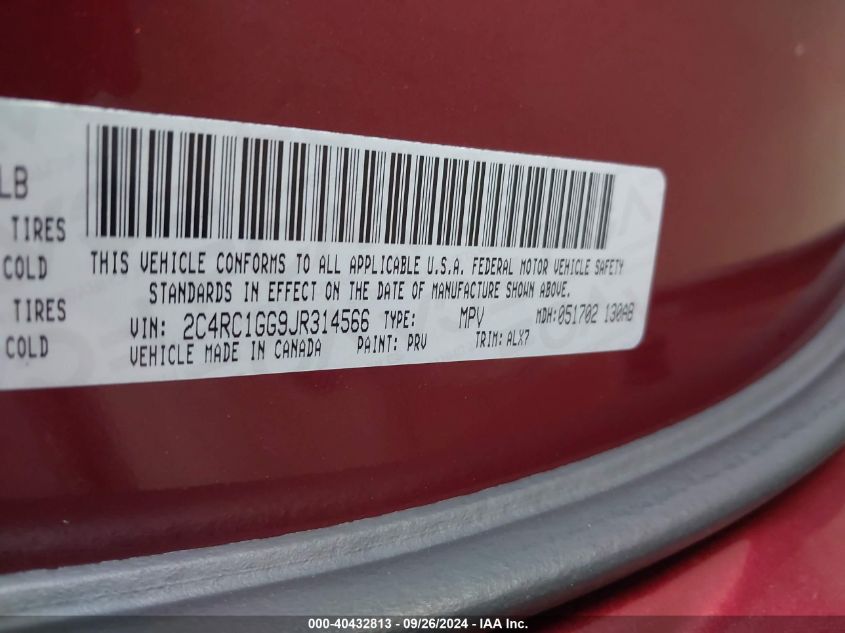 LB
TIRES
COLD
TIRES
COLD
THIS VEHICLE CONFORMS TO ALL APPLICABLE U.S.A. FEDERAL MOTOR VEHICLE SAFETY
STANDARDS IN EFFECT ON THE DATE OF MANUFACTURE SHOWN ABOVE.
VIN: 2C4RC1GG9JR314566 TYPE: MPV MDH:051702 130AB
VEHICLE MADE IN CANADA PAINT: PRV TRIM: ALX7
000-40432813 - 09/26/2024 - IAA Inc.